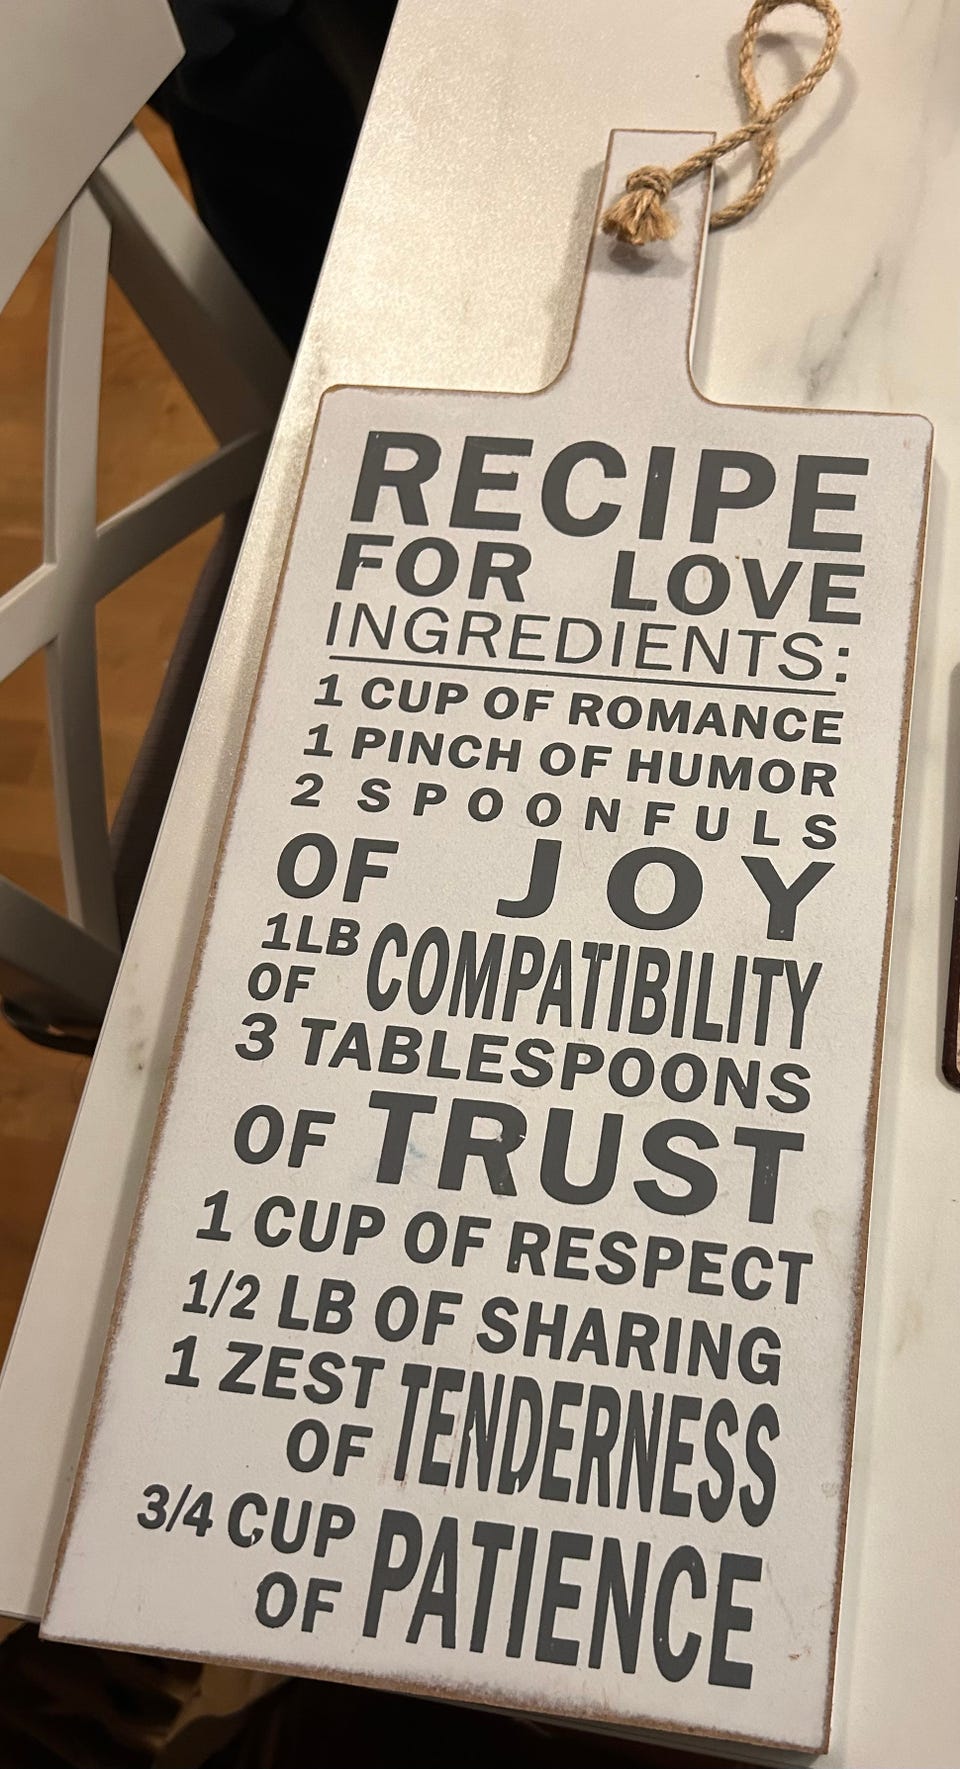 RECIPE
FOR LOVE
INGREDIENTS:
1 CUP OF ROMANCE
1 PINCH OF HUMOR
2 SPOONFULS
OF JOY
1LB OF COMPATIBILITY
3 TABLESPOONS
OF TRUST
1 CUP OF RESPECT
1/2 LB OF SHARING
1 ZEST OF TENDERNESS
3/4 CUP OF PATIENCE